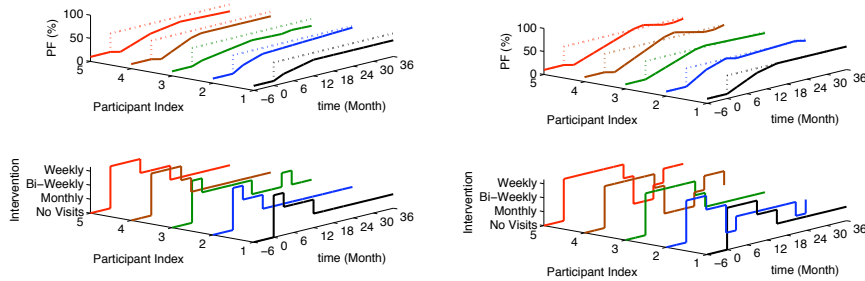 PF (%)
100
50
0
5
4
3
2
1
−6
0
6
12
18
24
30
36
Participant Index
time (Month)
PF (%)
100
50
0
5
4
3
2
1
−6
0
6
12
18
24
30
36
Participant Index
time (Month)
Intervention
Weekly
Bi−Weekly
Monthly
No Visits
5
4
3
2
1
−6
0
6
12
18
24
30
36
Participant Index
time (Month)
Intervention
Weekly
Bi−Weekly
Monthly
No Visits
5
4
3
2
1
−6
0
6
12
18
24
30
36
Participant Index
time (Month)